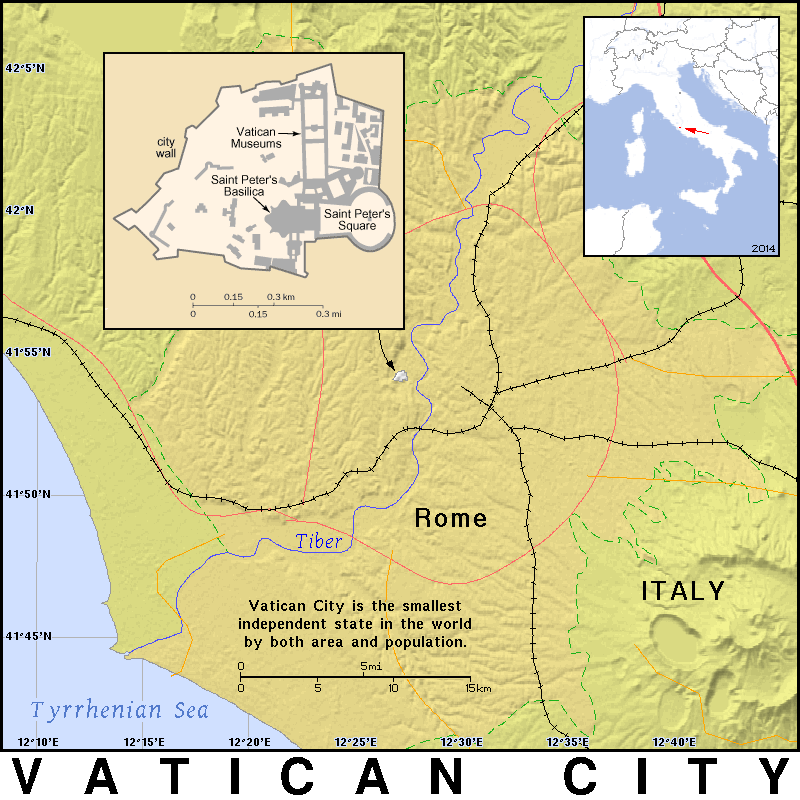 42°5'N
42°N
41°55'N
41°50'N
41°45'N
city
wall
Vatican
Museums
Saint Peter's
Basilica
Saint Peter's
Square
0 0.15 0.3 km
0 0.15 0.3 mi
2014
Rome
Tiber
ITALY
Vatican City is the smallest
independent state in the world
by both area and population.
0 5mi
0 5 10 15km
Tyrrhenian Sea
12°10'E 12°15'E 12°20'E 12°25'E 12°30'E 12°35'E 12°40'E
VATICAN CITY